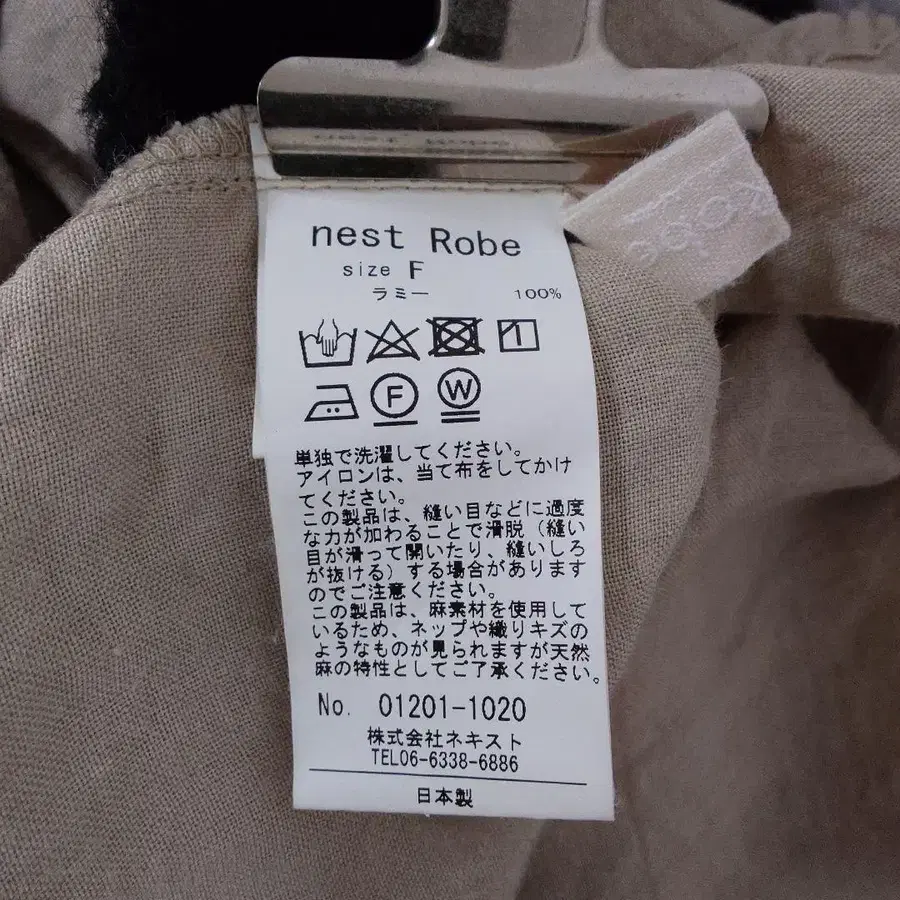 nest Robe
size F
ラミー 100%
F W
単独で洗濯してください。
アイロンは、当て布をしてかけ
てください。
この製品は、縫い目などに過度
な力が加わることで滑脱（縫い
目が滑って開いたり、縫いしろ
が抜ける）する場合があります
のでご注意ください。
この製品は、麻素材を使用して
いるため、ネップや織りキズの
ようなものが見られますが天然
麻の特性としてご了承ください。
No. 01201-1020
株式会社ネキスト
TEL06-6338-6886
日本製